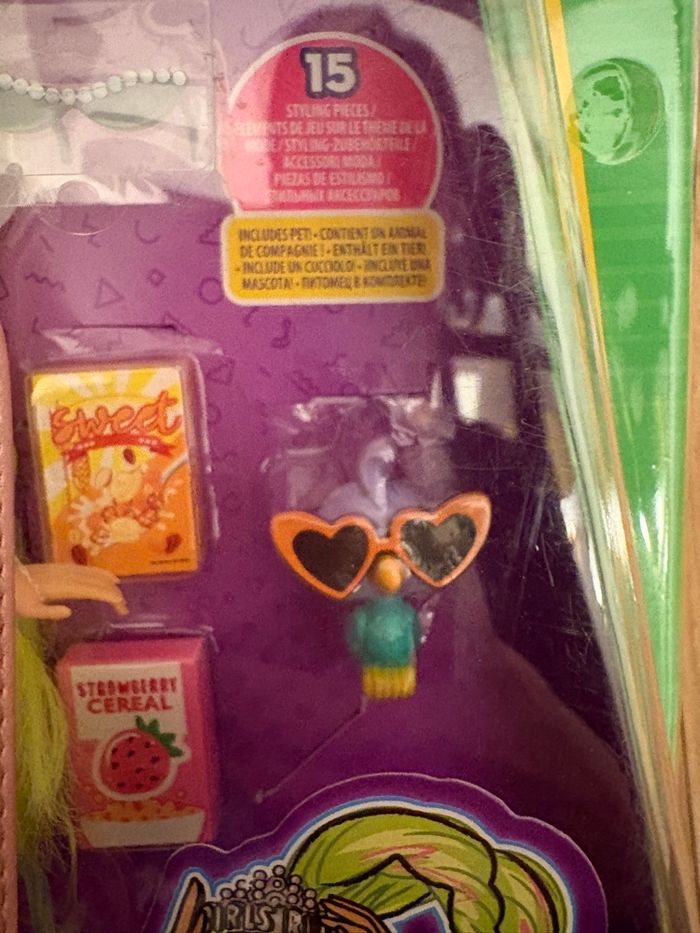 15
STYLING PIECES /
ÉLÉMENTS DE JEU SUR LE THÈME DE LA
MODE / STYLING-ZUBEHÖRTEILE /
ACCESSORI MODA /
PIEZAS DE ESTILISMO /
СТИЛЬНЫХ АКСЕССУАРОВ
INCLUDES PET! • CONTIENT UN ANIMAL
DE COMPAGNIE ! • ENTHÄLT EIN TIER!
• INCLUDE UN CUCCIOLO! • ¡INCLUYE UNA
MASCOTA! • ПИТОМЕЦ В КОМПЛЕКТЕ!
Sweet
STRAWBERRY
CEREAL